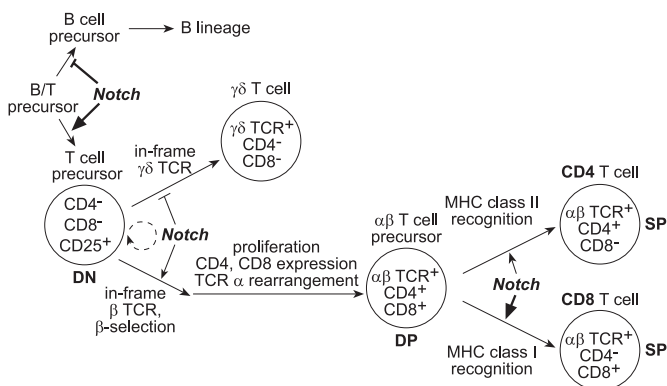 B cell
precursor
B lineage
B/T
precursor
Notch
T cell
precursor
CD4-
CD8-
CD25+
DN
in-frame
γδ TCR
Notch
in-frame
β TCR,
β-selection
γδ T cell
γδ TCR+
CD4-
CD8-
proliferation
CD4, CD8 expression
TCR α rearrangement
αβ T cell
precursor
αβ TCR+
CD4+
CD8+
DP
MHC class II
recognition
Notch
MHC class I
recognition
CD4 T cell
αβ TCR+
CD4+
CD8-
SP
CD8 T cell
αβ TCR+
CD4-
CD8+
SP